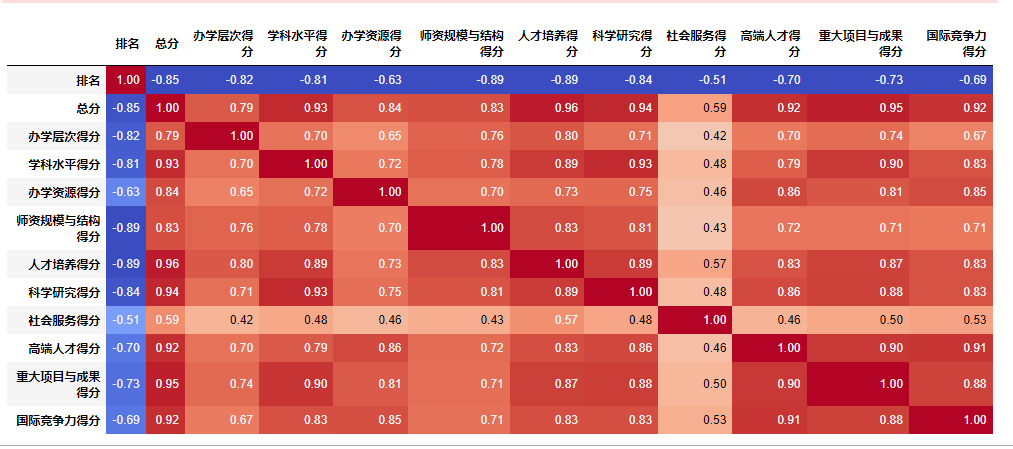 排名 总分 办学层次得分 学科水平得分 办学资源得分 师资规模与结构得分 人才培养得分 科学研究得分 社会服务得分 高端人才得分 重大项目与成果得分 国际竞争力得分
排名 1.00 -0.85 -0.82 -0.81 -0.63 -0.89 -0.89 -0.84 -0.51 -0.70 -0.73 -0.69
总分 -0.85 1.00 0.79 0.93 0.84 0.83 0.96 0.94 0.59 0.92 0.95 0.92
办学层次得分 -0.82 0.79 1.00 0.70 0.65 0.76 0.80 0.71 0.42 0.70 0.74 0.67
学科水平得分 -0.81 0.93 0.70 1.00 0.72 0.78 0.89 0.93 0.48 0.79 0.90 0.83
办学资源得分 -0.63 0.84 0.65 0.72 1.00 0.70 0.73 0.75 0.46 0.86 0.81 0.85
师资规模与结构得分 -0.89 0.83 0.76 0.78 0.70 1.00 0.83 0.81 0.43 0.72 0.71 0.71
人才培养得分 -0.89 0.96 0.80 0.89 0.73 0.83 1.00 0.89 0.57 0.83 0.87 0.83
科学研究得分 -0.84 0.94 0.71 0.93 0.75 0.81 0.89 1.00 0.48 0.86 0.88 0.83
社会服务得分 -0.51 0.59 0.42 0.48 0.46 0.43 0.57 0.48 1.00 0.46 0.50 0.53
高端人才得分 -0.70 0.92 0.70 0.79 0.86 0.72 0.83 0.86 0.46 1.00 0.90 0.91
重大项目与成果得分 -0.73 0.95 0.74 0.90 0.81 0.71 0.87 0.88 0.50 0.90 1.00 0.88
国际竞争力得分 -0.69 0.92 0.67 0.83 0.85 0.71 0.83 0.83 0.53 0.91 0.88 1.00